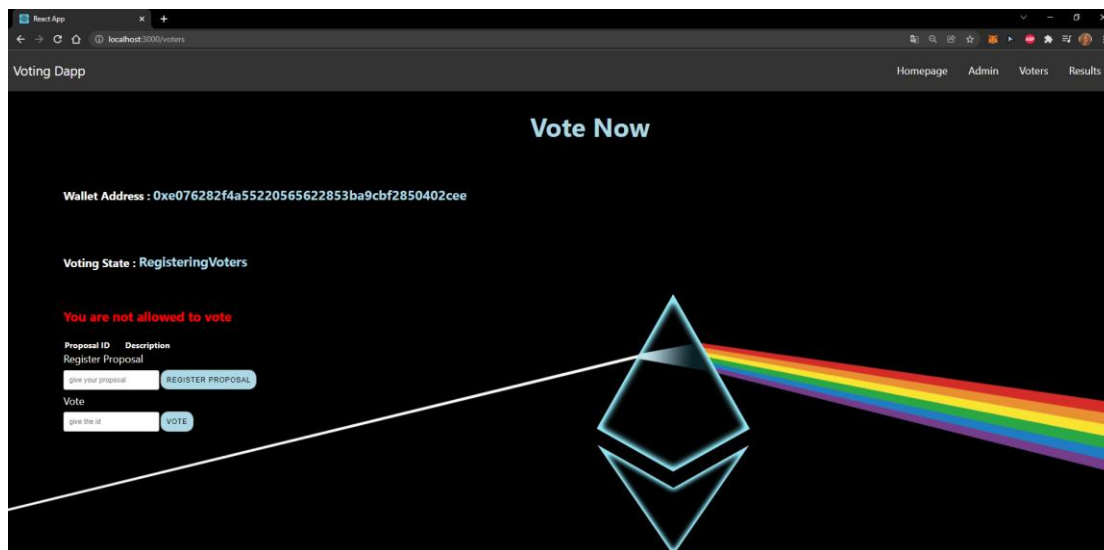 React App
localhost:3000/voters
Voting Dapp
Homepage Admin Voters Results
Vote Now
Wallet Address : 0xe076282f4a55220565622853ba9cbf2850402cee
Voting State : RegisteringVoters
You are not allowed to vote
Proposal ID Description
Register Proposal
give your proposal REGISTER PROPOSAL
Vote
give the id VOTE